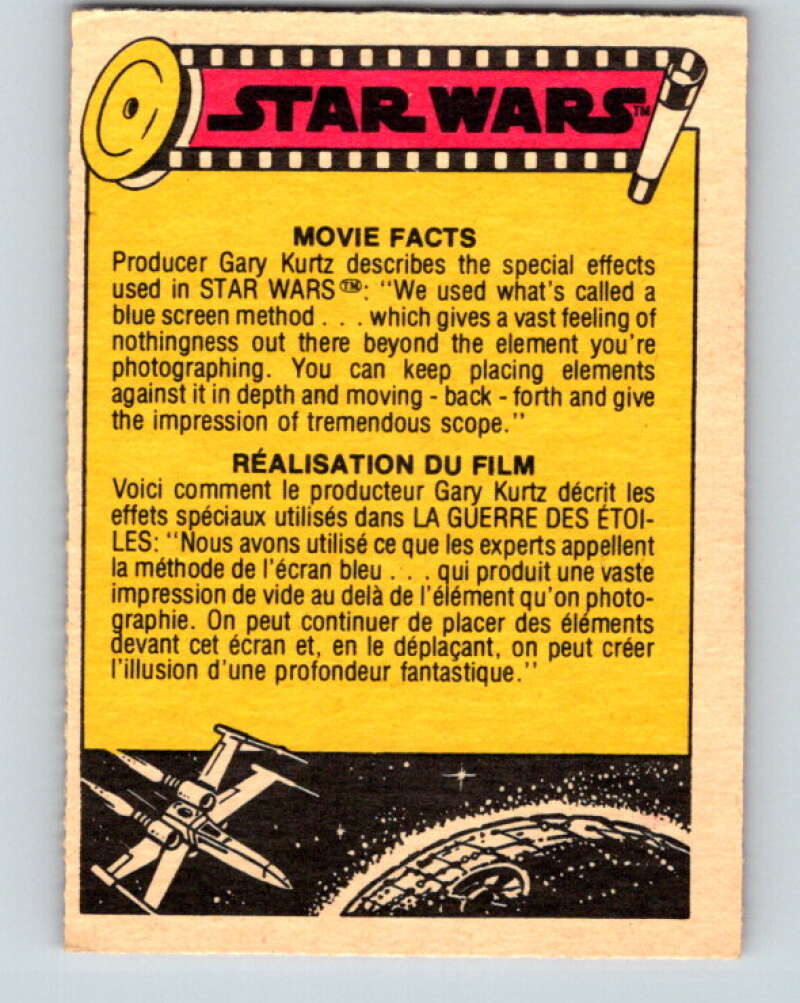 STAR WARS™
MOVIE FACTS
Producer Gary Kurtz describes the special effects
used in STAR WARS™: "We used what's called a
blue screen method . . . which gives a vast feeling of
nothingness out there beyond the element you're
photographing. You can keep placing elements
against it in depth and moving - back - forth and give
the impression of tremendous scope."
RÉALISATION DU FILM
Voici comment le producteur Gary Kurtz décrit les
effets spéciaux utilisés dans LA GUERRE DES ÉTOI-
LES: "Nous avons utilisé ce que les experts appellent
la méthode de l'écran bleu . . . qui produit une vaste
impression de vide au delà de l'élément qu'on photo-
graphie. On peut continuer de placer des éléments
devant cet écran et, en le déplaçant, on peut créer
l'illusion d'une profondeur fantastique."